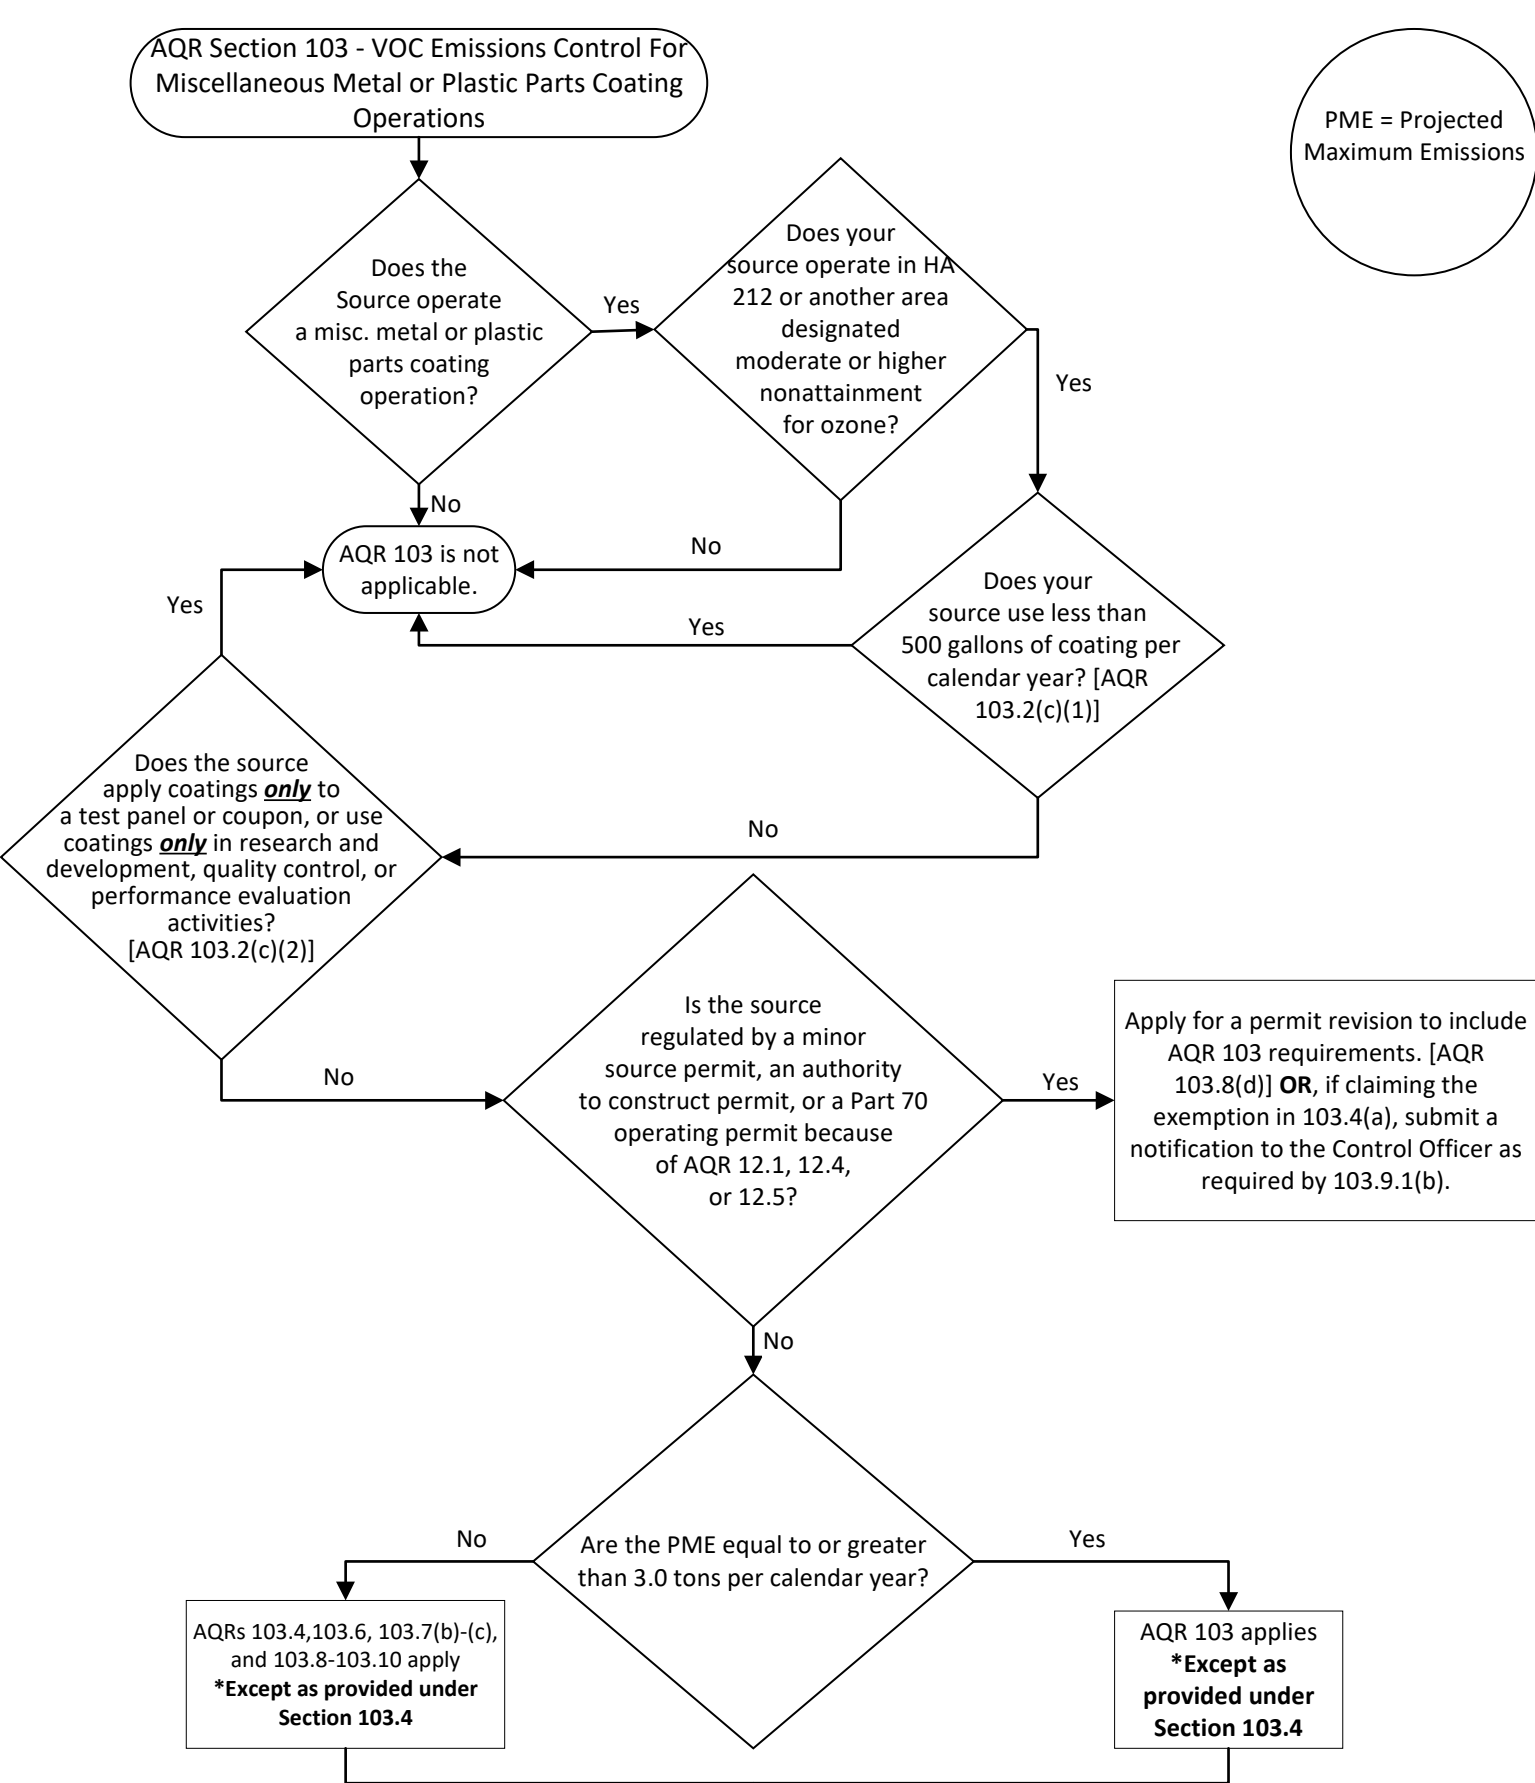 AQR Section 103 - VOC Emissions Control For
Miscellaneous Metal or Plastic Parts Coating
Operations
PME = Projected
Maximum Emissions
Does the
Source operate
a misc. metal or plastic
parts coating
operation?
Yes
Does your
source operate in HA
212 or another area
designated
moderate or higher
nonattainment
for ozone?
Yes
No
AQR 103 is not
applicable.
No
Does your
source use less than
500 gallons of coating per
calendar year? [AQR
103.2(c)(1)]
Yes
Yes
No
Does the source
apply coatings only to
a test panel or coupon, or use
coatings only in research and
development, quality control, or
performance evaluation
activities?
[AQR 103.2(c)(2)]
No
Is the source
regulated by a minor
source permit, an authority
to construct permit, or a Part 70
operating permit because
of AQR 12.1, 12.4,
or 12.5?
Yes
Apply for a permit revision to include
AQR 103 requirements. [AQR
103.8(d)] OR, if claiming the
exemption in 103.4(a), submit a
notification to the Control Officer as
required by 103.9.1(b).
No
Are the PME equal to or greater
than 3.0 tons per calendar year?
No
Yes
AQRs 103.4,103.6, 103.7(b)-(c),
and 103.8-103.10 apply
*Except as provided under
Section 103.4
AQR 103 applies
*Except as
provided under
Section 103.4